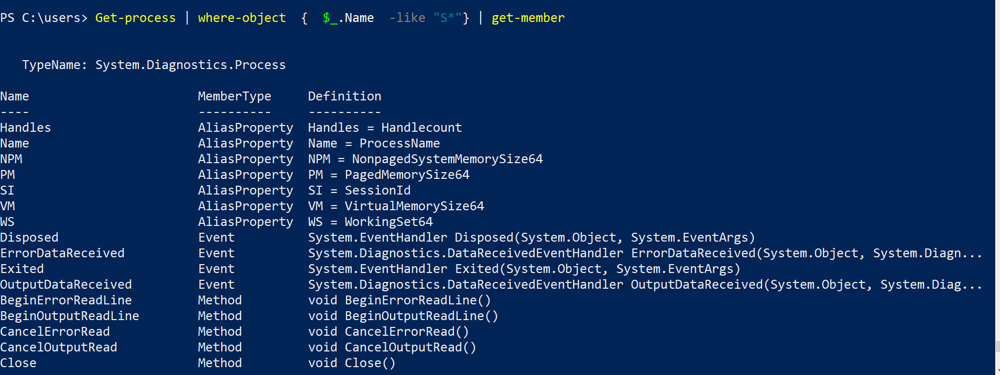 PS C:\users> Get-process | where-object  {  $_.Name  -like "S*"} | get-member
TypeName: System.Diagnostics.Process
Name MemberType Definition
---- ---------- ----------
Handles AliasProperty Handles = Handlecount
Name AliasProperty Name = ProcessName
NPM AliasProperty NPM = NonpagedSystemMemorySize64
PM AliasProperty PM = PagedMemorySize64
SI AliasProperty SI = SessionId
VM AliasProperty VM = VirtualMemorySize64
WS AliasProperty WS = WorkingSet64
Disposed Event System.EventHandler Disposed(System.Object, System.EventArgs)
ErrorDataReceived Event System.Diagnostics.DataReceivedEventHandler ErrorDataReceived(System.Object, System.Diagn...
Exited Event System.EventHandler Exited(System.Object, System.EventArgs)
OutputDataReceived Event System.Diagnostics.DataReceivedEventHandler OutputDataReceived(System.Object, System.Diag...
BeginErrorReadLine Method void BeginErrorReadLine()
BeginOutputReadLine Method void BeginOutputReadLine()
CancelErrorRead Method void CancelErrorRead()
CancelOutputRead Method void CancelOutputRead()
Close Method void Close()